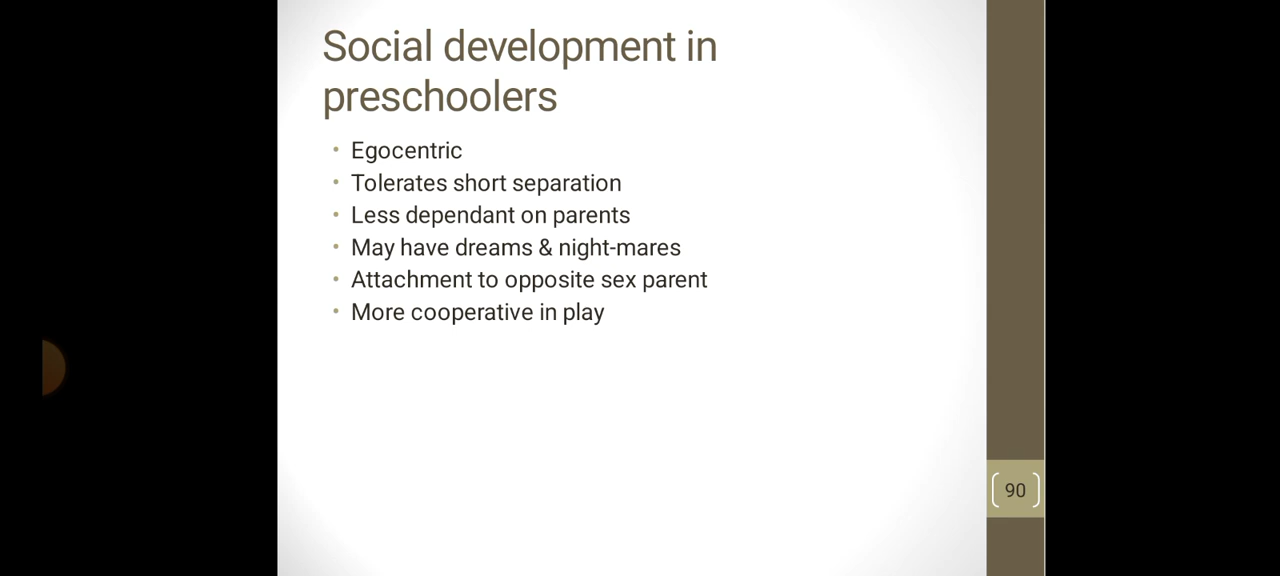 Social development in
preschoolers
• Egocentric
• Tolerates short separation
• Less dependant on parents
• May have dreams & night-mares
• Attachment to opposite sex parent
• More cooperative in play
90